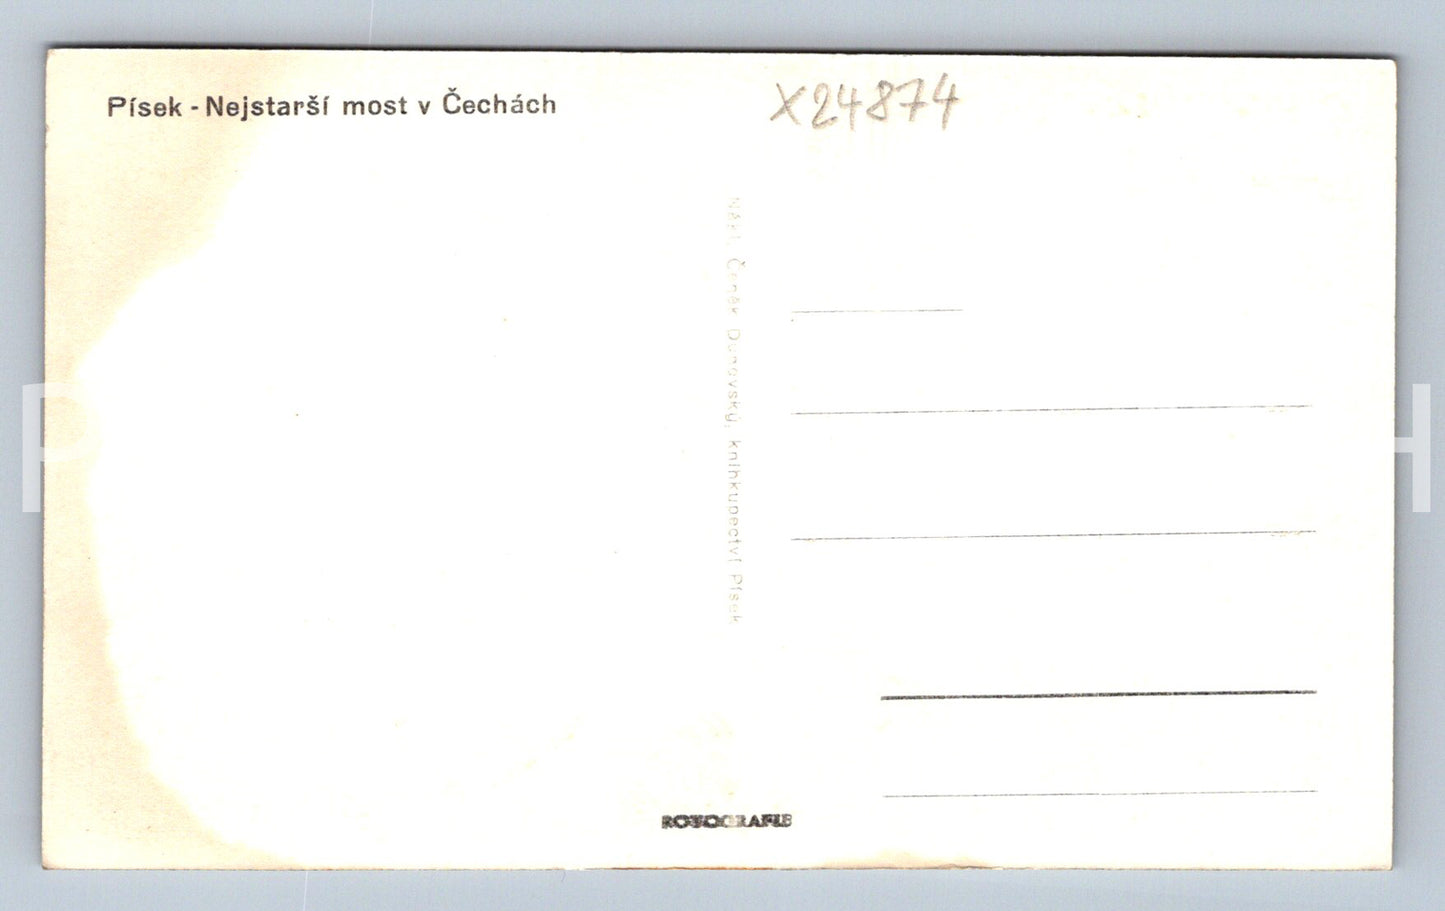 Písek - Nejstarší most v Čechách
X24874
Nákl. Čeněk Dunovský, knihkupectví Písek
ROTOGRAFIE